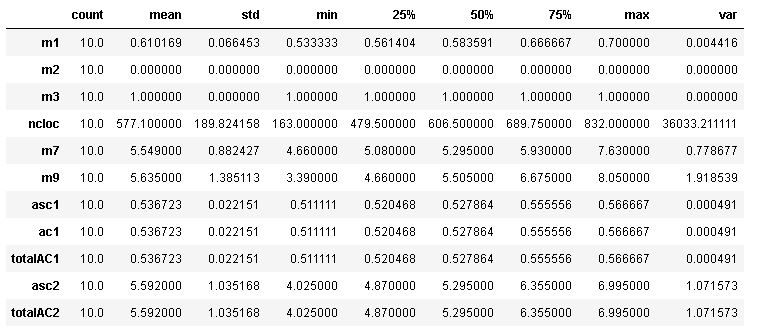 count mean std min 25% 50% 75% max var
m1 10.0 0.610169 0.066453 0.533333 0.561404 0.583591 0.666667 0.700000 0.004416
m2 10.0 0.000000 0.000000 0.000000 0.000000 0.000000 0.000000 0.000000 0.000000
m3 10.0 1.000000 0.000000 1.000000 1.000000 1.000000 1.000000 1.000000 0.000000
ncloc 10.0 577.100000 189.824158 163.000000 479.500000 606.500000 689.750000 832.000000 36033.211111
m7 10.0 5.549000 0.882427 4.660000 5.080000 5.295000 5.930000 7.630000 0.778677
m9 10.0 5.635000 1.385113 3.390000 4.660000 5.505000 6.675000 8.050000 1.918539
asc1 10.0 0.536723 0.022151 0.511111 0.520468 0.527864 0.555556 0.566667 0.000491
ac1 10.0 0.536723 0.022151 0.511111 0.520468 0.527864 0.555556 0.566667 0.000491
totalAC1 10.0 0.536723 0.022151 0.511111 0.520468 0.527864 0.555556 0.566667 0.000491
asc2 10.0 5.592000 1.035168 4.025000 4.870000 5.295000 6.355000 6.995000 1.071573
totalAC2 10.0 5.592000 1.035168 4.025000 4.870000 5.295000 6.355000 6.995000 1.071573